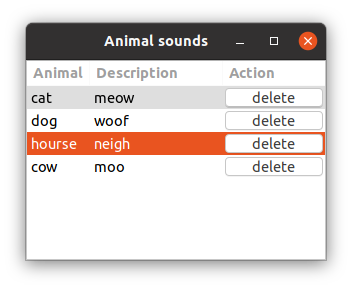 Animal sounds
Animal Description Action
cat meow delete
dog woof delete
hourse neigh delete
cow moo delete